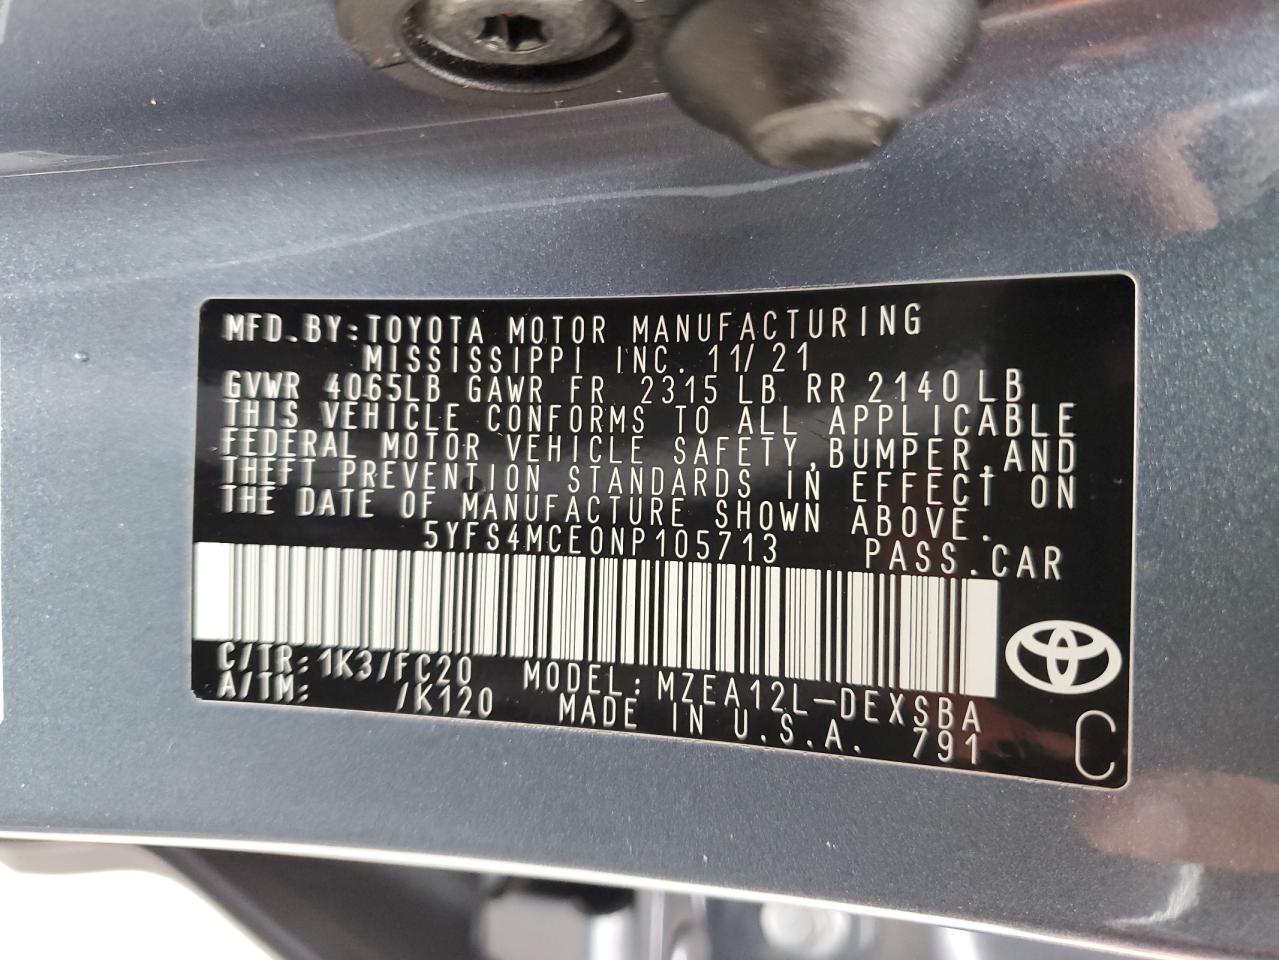 MFD.BY:TOYOTA MOTOR MANUFACTURING
MISSISSIPPI INC. 11/21
GVWR 4065LB GAWR FR 2315 LB RR 2140 LB
THIS VEHICLE CONFORMS TO ALL APPLICABLE
FEDERAL MOTOR VEHICLE SAFETY,BUMPER,AND
THEFT PREVENTION STANDARDS IN EFFECT ON
THE DATE OF MANUFACTURE SHOWN ABOVE.
5YFS4MCE0NP105713 PASS.CAR
C/TR:1K3/FC20 MODEL:MZEA12L-DEXSBA
A/TM: /K120 MADE IN U.S.A. 791
C